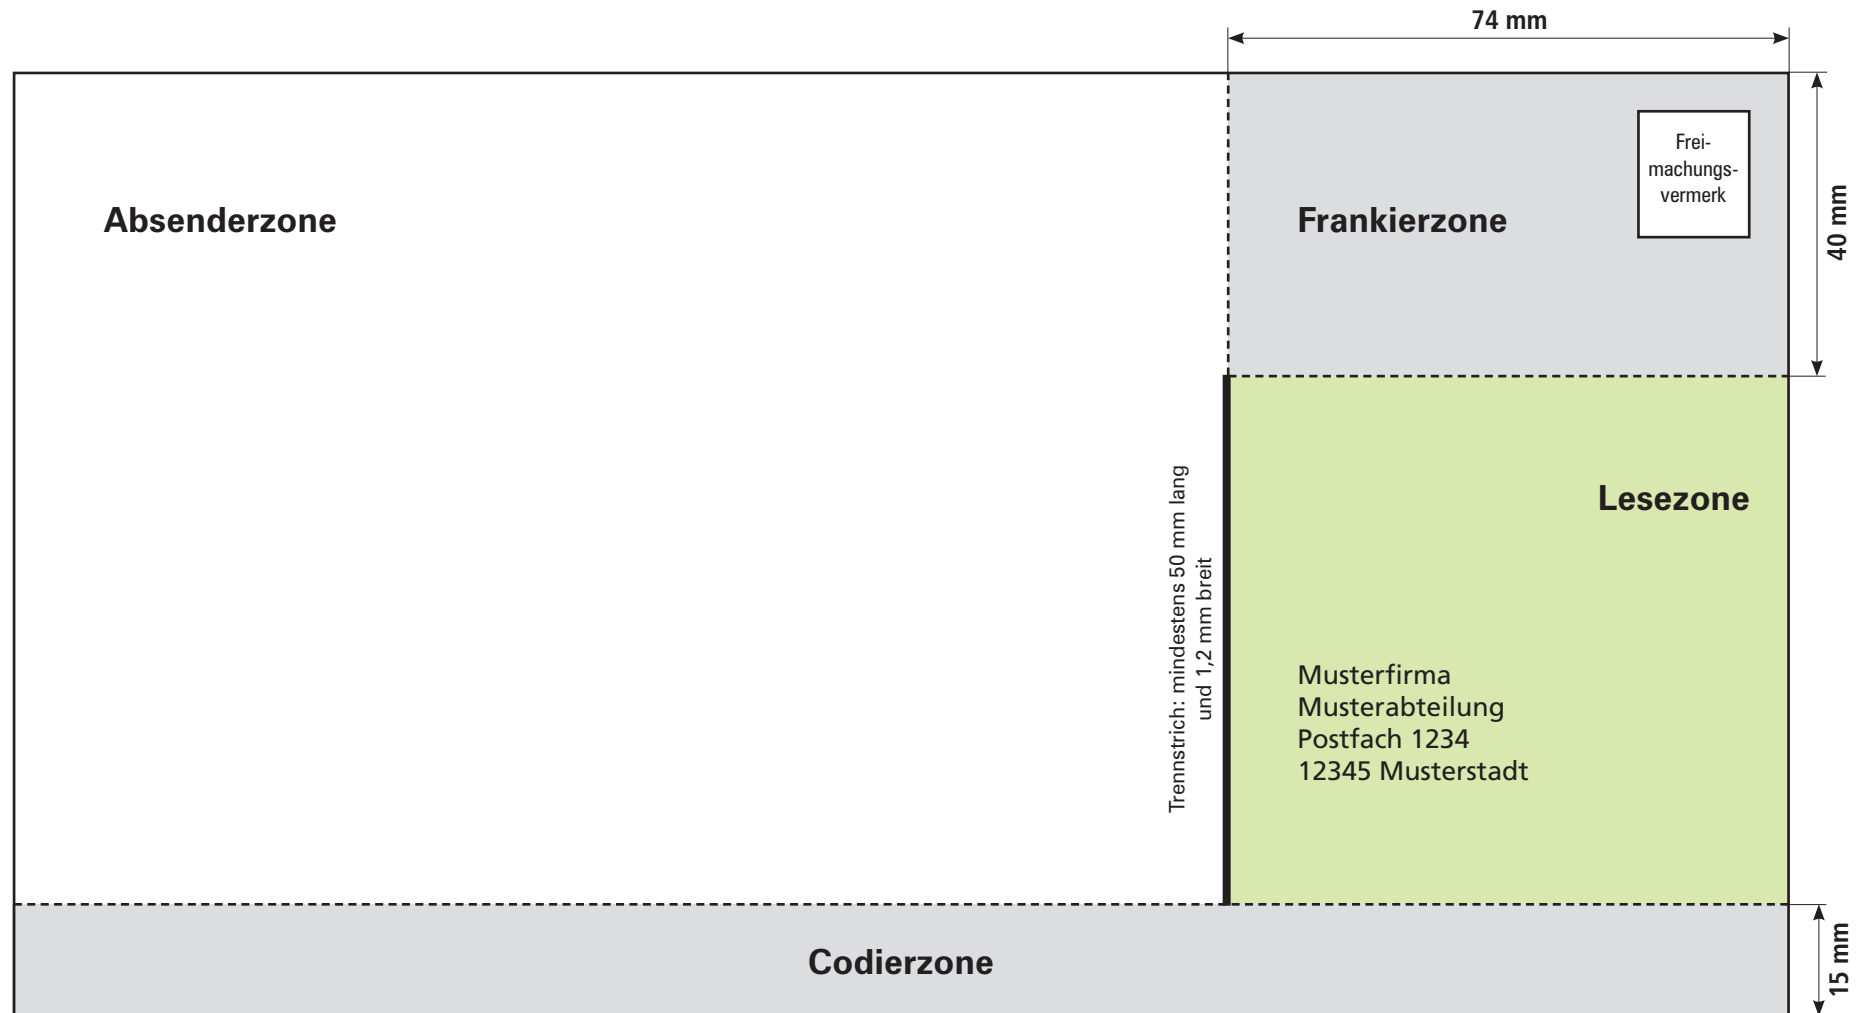 74 mm
Frei-
machungs-
vermerk
40 mm
Absenderzone
Frankierzone
Lesezone
Trennstrich: mindestens 50 mm lang
und 1,2 mm breit
Musterfirma
Musterabteilung
Postfach 1234
12345 Musterstadt
Codierzone
15 mm